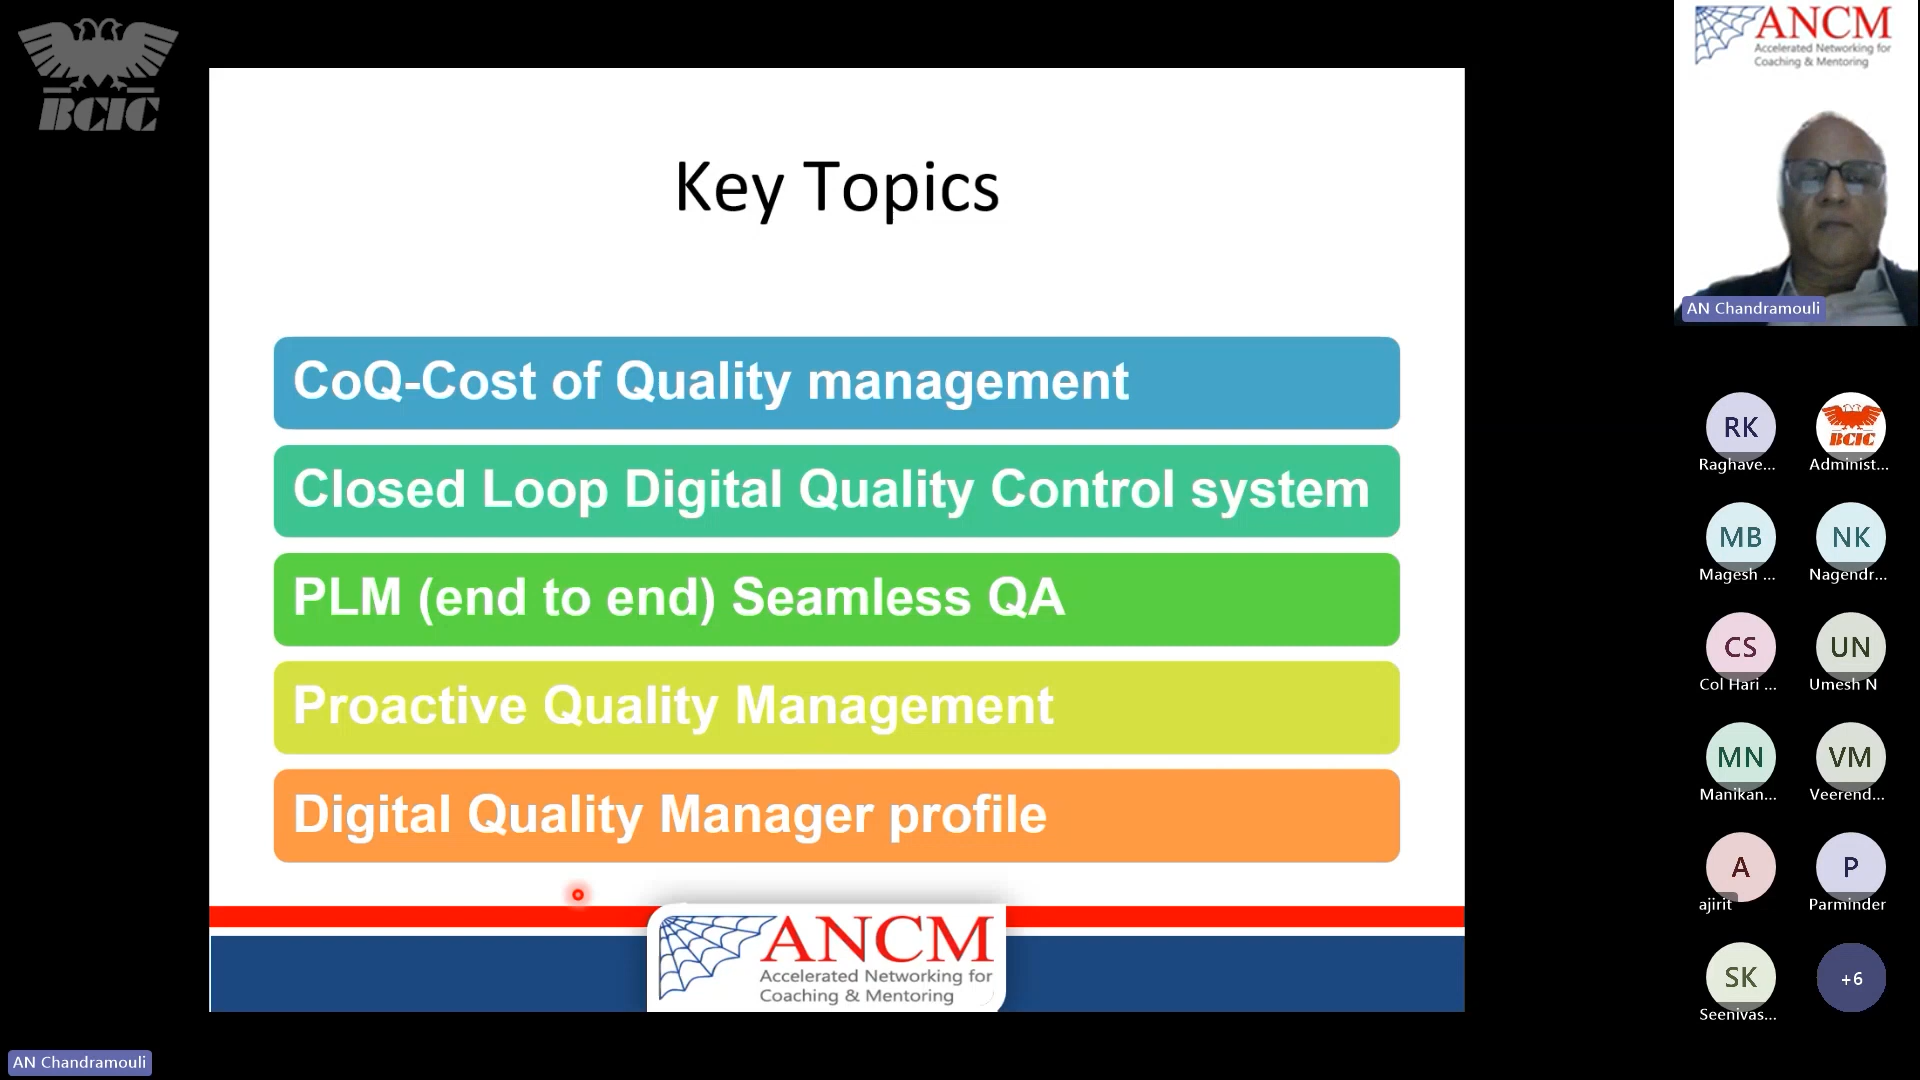 BCIC
Key Topics
CoQ-Cost of Quality management
Closed Loop Digital Quality Control system
PLM (end to end) Seamless QA
Proactive Quality Management
Digital Quality Manager profile
ANCM
Accelerated Networking for
Coaching & Mentoring
AN Chandramouli
ANCM
Accelerated Networking for
Coaching & Mentoring
AN Chandramouli
RK
Raghave...
BCIC
Administ...
MB
Magesh ...
NK
Nagendr...
CS
Col Hari ...
UN
Umesh N
MN
Manikan...
VM
Veerend...
A
ajirit
P
Parminder
SK
Seenivas...
+6